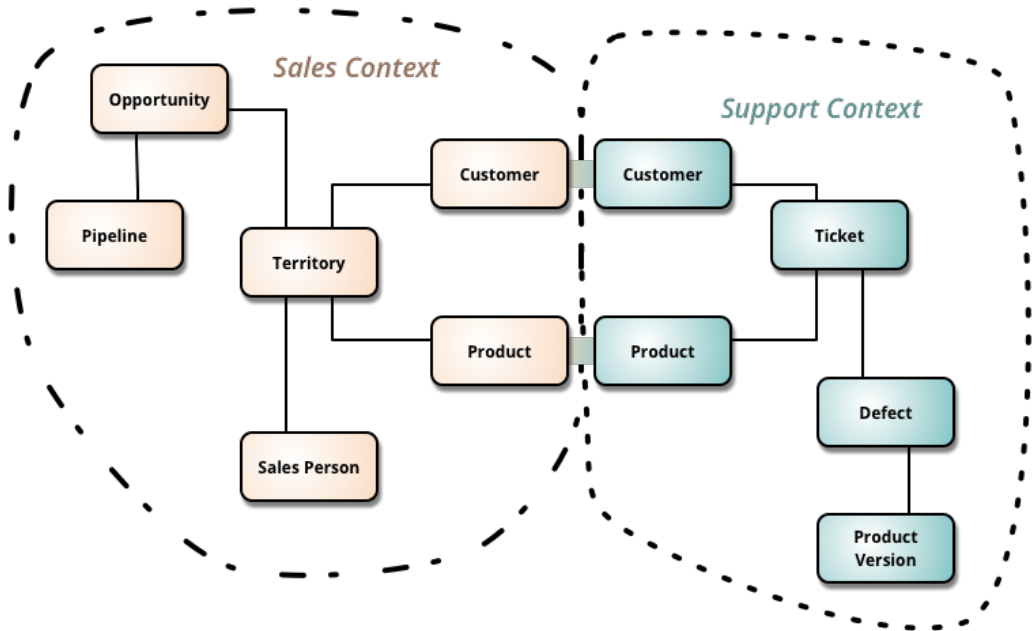 Sales Context
Support Context
Opportunity
Pipeline
Territory
Customer
Customer
Ticket
Product
Product
Defect
Sales Person
Product
Version